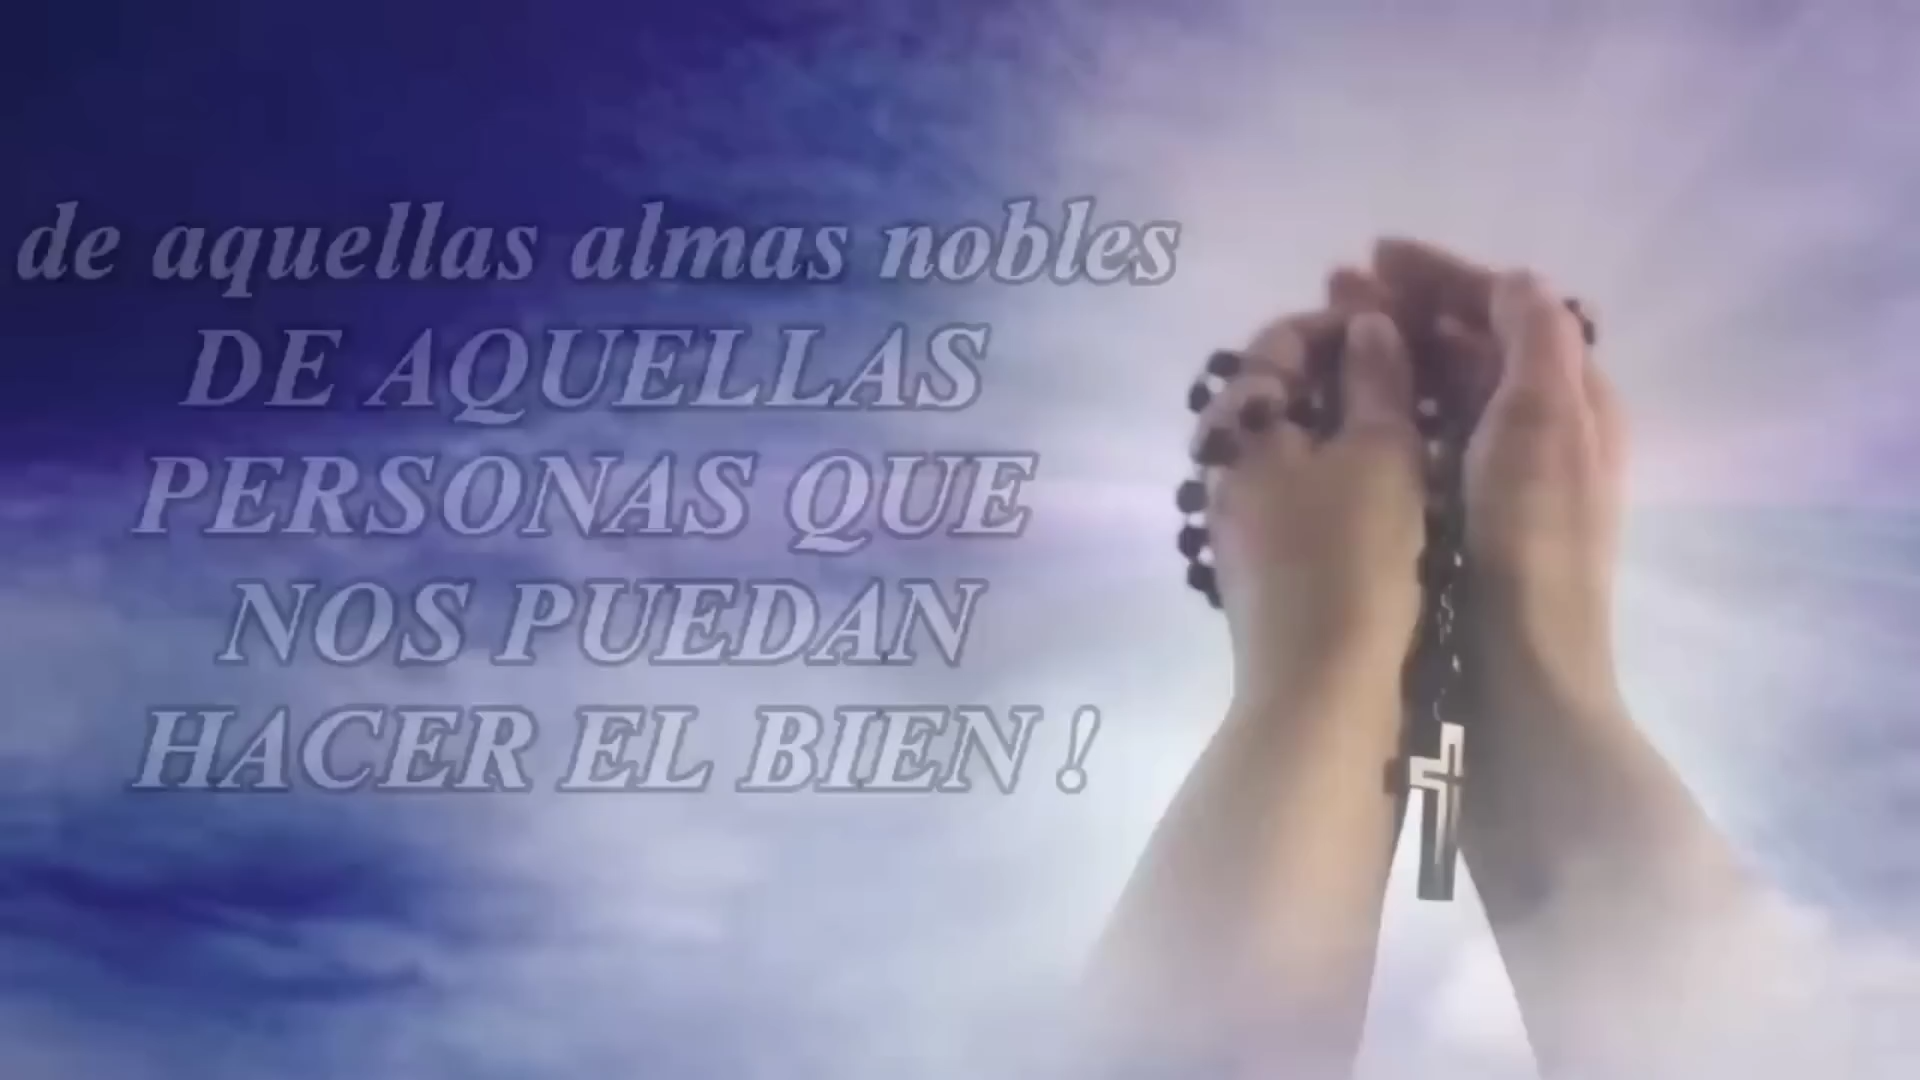 de aquellas almas nobles
DE AQUELLAS
PERSONAS QUE
NOS PUEDAN
HACER EL BIEN !